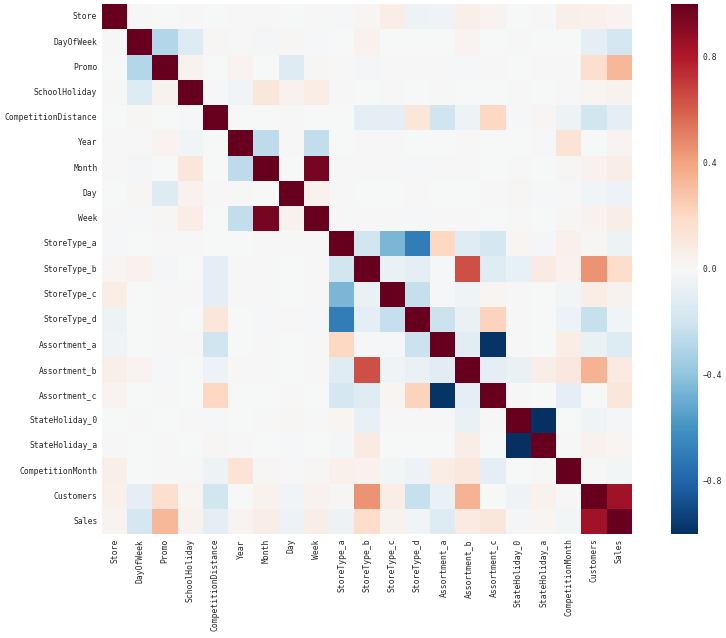 Store
DayOfWeek
Promo
SchoolHoliday
CompetitionDistance
Year
Month
Day
Week
StoreType_a
StoreType_b
StoreType_c
StoreType_d
Assortment_a
Assortment_b
Assortment_c
StateHoliday_0
StateHoliday_a
CompetitionMonth
Customers
Sales
Store
DayOfWeek
Promo
SchoolHoliday
CompetitionDistance
Year
Month
Day
Week
StoreType_a
StoreType_b
StoreType_c
StoreType_d
Assortment_a
Assortment_b
Assortment_c
StateHoliday_0
StateHoliday_a
CompetitionMonth
Customers
Sales
0.8
0.4
0.0
−0.4
−0.8